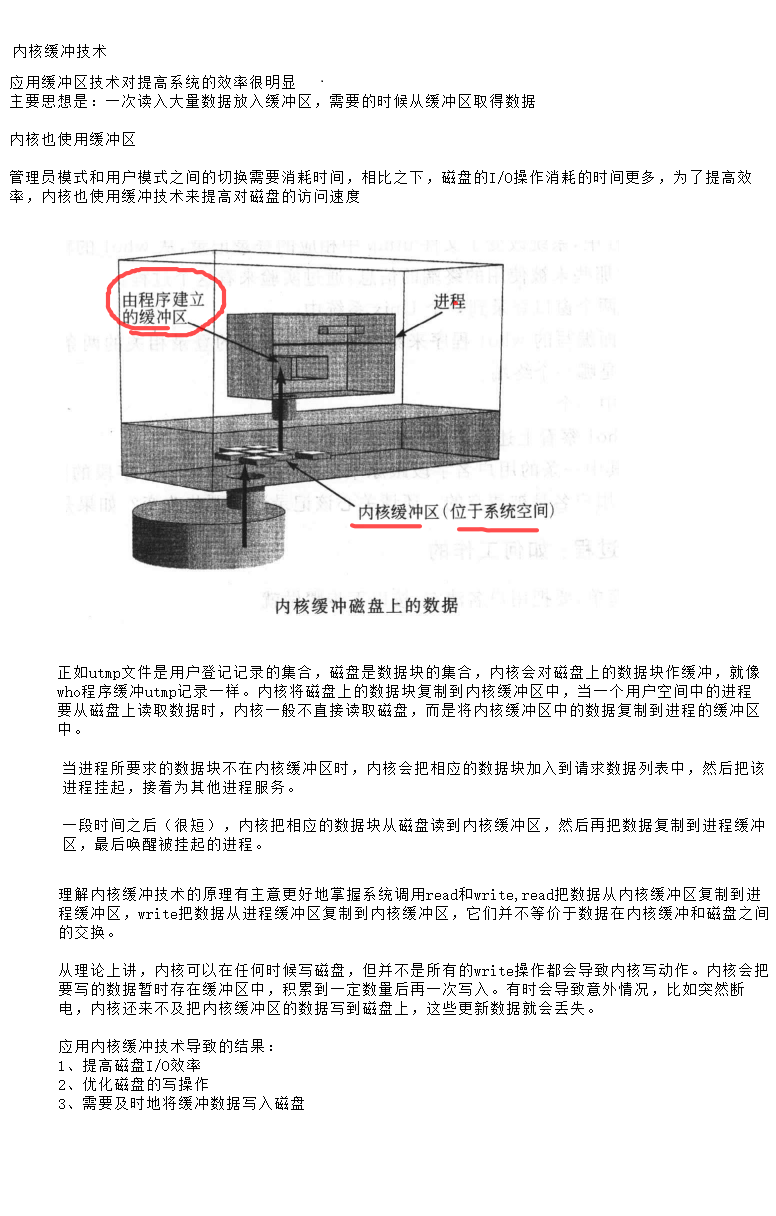 内核缓冲技术
应用缓冲区技术对提高系统的效率很明显
主要思想是：一次读入大量数据放入缓冲区，需要的时候从缓冲区取得数据
内核也使用缓冲区
管理员模式和用户模式之间的切换需要消耗时间，相比之下，磁盘的I/O操作消耗的时间更多，为了提高效
率，内核也使用缓冲技术来提高对磁盘的访问速度
由程序建立
的缓冲区
进程
内核缓冲区(位于系统空间)
内核缓冲磁盘上的数据
正如utmp文件是用户登记记录的集合，磁盘是数据块的集合，内核会对磁盘上的数据块作缓冲，就像
who程序缓冲utmp记录一样。内核将磁盘上的数据块复制到内核缓冲区中，当一个用户空间中的进程
要从磁盘上读取数据时，内核一般不直接读取磁盘，而是将内核缓冲区中的数据复制到进程的缓冲区
中。
当进程所要求的数据块不在内核缓冲区时，内核会把相应的数据块加入到请求数据列表中，然后把该
进程挂起，接着为其他进程服务。
一段时间之后（很短），内核把相应的数据块从磁盘读到内核缓冲区，然后再把数据复制到进程缓冲
区，最后唤醒被挂起的进程。
理解内核缓冲技术的原理有主意更好地掌握系统调用read和write,read把数据从内核缓冲区复制到进
程缓冲区，write把数据从进程缓冲区复制到内核缓冲区，它们并不等价于数据在内核缓冲和磁盘之间
的交换。
从理论上讲，内核可以在任何时候写磁盘，但并不是所有的write操作都会导致内核写动作。内核会把
要写的数据暂时存在缓冲区中，积累到一定数量后再一次写入。有时会导致意外情况，比如突然断
电，内核还来不及把内核缓冲区的数据写到磁盘上，这些更新数据就会丢失。
应用内核缓冲技术导致的结果：
1、提高磁盘I/O效率
2、优化磁盘的写操作
3、需要及时地将缓冲数据写入磁盘